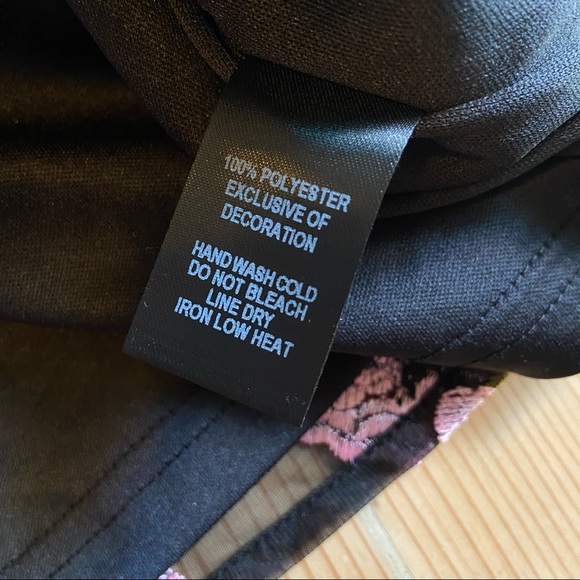 100% POLYESTER
EXCLUSIVE OF
DECORATION
HAND WASH COLD
DO NOT BLEACH
LINE DRY
IRON LOW HEAT